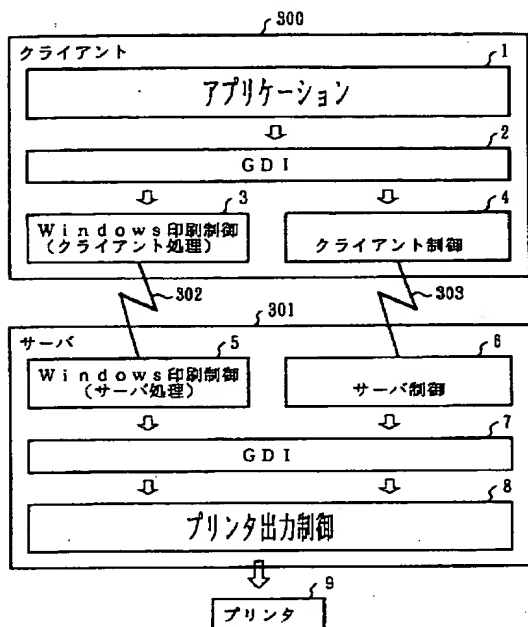 300
クライアント
1
アプリケーション
2
ＧＤＩ
3
4
Ｗｉｎｄｏｗｓ印刷制御
（クライアント処理）
クライアント制御
302
303
301
サーバ
5
6
Ｗｉｎｄｏｗｓ印刷制御
（サーバ処理）
サーバ制御
7
ＧＤＩ
8
プリンタ出力制御
9
プリンタ